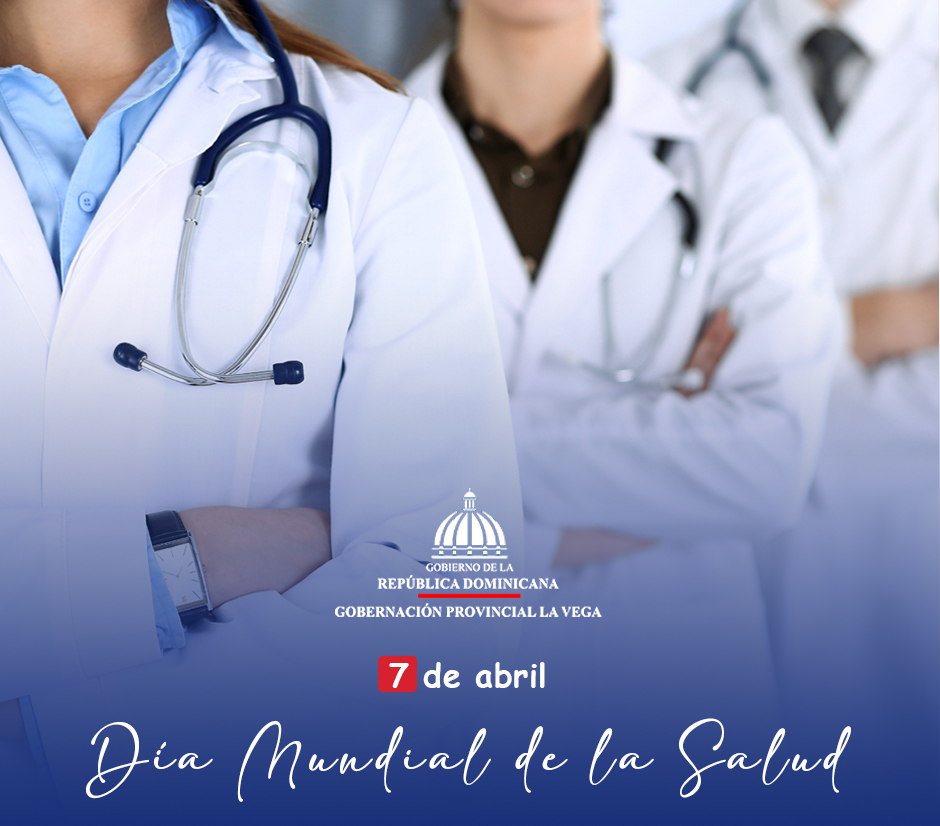 GOBIERNO DE LA
REPÚBLICA DOMINICANA
GOBERNACIÓN PROVINCIAL LA VEGA
7 de abril
Día Mundial de la Salud